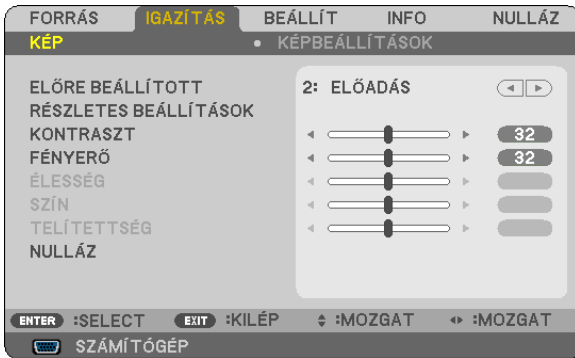 FORRÁS IGAZÍTÁS BEÁLLÍT INFO NULLÁZ
KÉP • KÉPBEÁLLÍTÁSOK
ELŐRE BEÁLLÍTOTT 2: ELŐADÁS
RÉSZLETES BEÁLLÍTÁSOK
KONTRASZT 32
FÉNYERŐ 32
ÉLESSÉG
SZÍN
TELÍTETTSÉG
NULLÁZ
ENTER :SELECT EXIT :KILÉP :MOZGAT :MOZGAT
SZÁMÍTÓGÉP